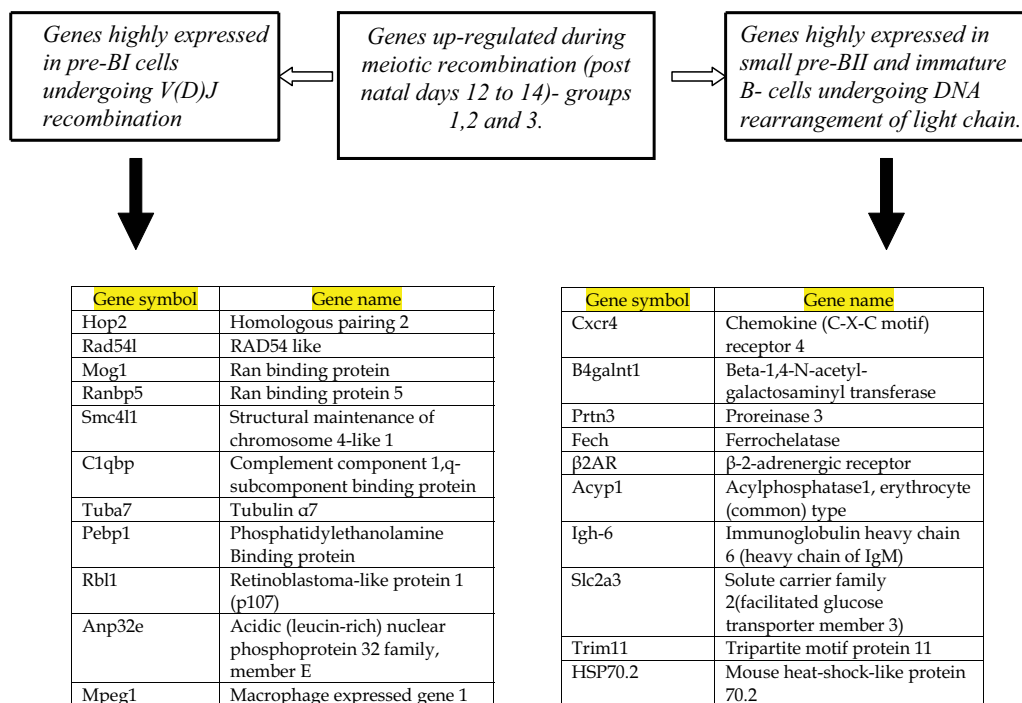 Genes highly expressed
in pre-BI cells
undergoing V(D)J
recombination
Genes up-regulated during
meiotic recombination (post
natal days 12 to 14)- groups
1,2 and 3.
Genes highly expressed in
small pre-BII and immature
B- cells undergoing DNA
rearrangement of light chain.
Gene symbol Gene name
Hop2 Homologous pairing 2
Rad54l RAD54 like
Mog1 Ran binding protein
Ranbp5 Ran binding protein 5
Smc4l1 Structural maintenance of
chromosome 4-like 1
C1qbp Complement component 1,q-
subcomponent binding protein
Tuba7 Tubulin α7
Pebp1 Phosphatidylethanolamine
Binding protein
Rbl1 Retinoblastoma-like protein 1
(p107)
Anp32e Acidic (leucin-rich) nuclear
phosphoprotein 32 family,
member E
Mpeg1 Macrophage expressed gene 1
Gene symbol Gene name
Cxcr4 Chemokine (C-X-C motif)
receptor 4
B4galnt1 Beta-1,4-N-acetyl-
galactosaminyl transferase
Prtn3 Proreinase 3
Fech Ferrochelatase
β2AR β-2-adrenergic receptor
Acyp1 Acylphosphatase1, erythrocyte
(common) type
Igh-6 Immunoglobulin heavy chain
6 (heavy chain of IgM)
Slc2a3 Solute carrier family
2(facilitated glucose
transporter member 3)
Trim11 Tripartite motif protein 11
HSP70.2 Mouse heat-shock-like protein
70.2